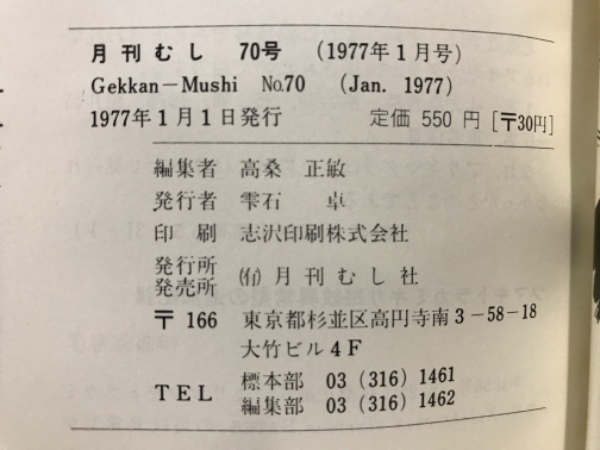 月刊むし 70号 (1977年1月号)
Gekkan－Mushi No.70 (Jan. 1977)
1977年1月1日発行 定価 550 円 [〒30円]
編集者 高桑 正敏
発行者 雫石 卓
印 刷 志沢印刷株式会社
発行所
発売所 ㈲ 月刊むし社
〒 166 東京都杉並区高円寺南3－58－18
大竹ビル4F
TEL 標本部 03 (316) 1461
編集部 03 (316) 1462